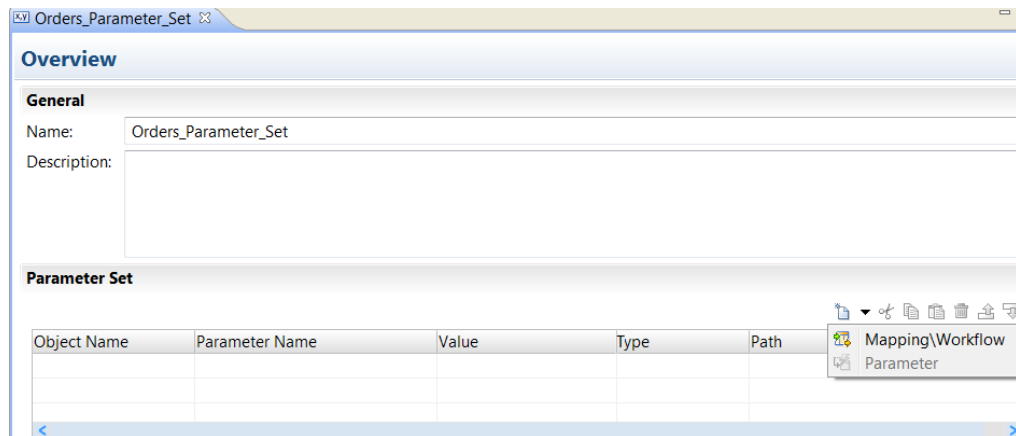 x,y Orders_Parameter_Set
Overview
General
Name: Orders_Parameter_Set
Description:
Parameter Set
Object Name Parameter Name Value Type Path
Mapping\Workflow
Parameter